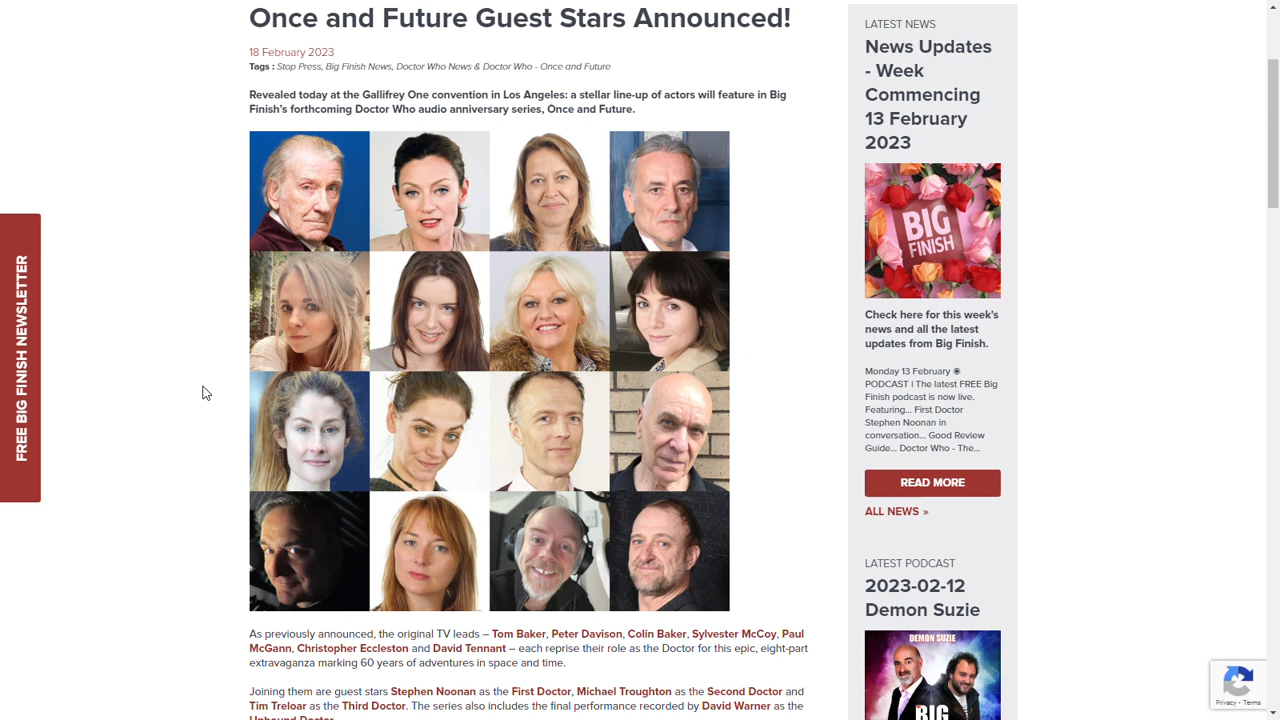 Once and Future Guest Stars Announced!
18 February 2023
Tags : Stop Press, Big Finish News, Doctor Who News & Doctor Who - Once and Future
Revealed today at the Gallifrey One convention in Los Angeles: a stellar line-up of actors will feature in Big
Finish's forthcoming Doctor Who audio anniversary series, Once and Future.
As previously announced, the original TV leads – Tom Baker, Peter Davison, Colin Baker, Sylvester McCoy, Paul
McGann, Christopher Eccleston and David Tennant – each reprise their role as the Doctor for this epic, eight-part
extravaganza marking 60 years of adventures in space and time.
Joining them are guest stars Stephen Noonan as the First Doctor, Michael Troughton as the Second Doctor and
Tim Treloar as the Third Doctor. The series also includes the final performance recorded by David Warner as the
Unbound Doctor.
FREE BIG FINISH NEWSLETTER
LATEST NEWS
News Updates
- Week
Commencing
13 February
2023
BIG
FINISH
Check here for this week's
news and all the latest
updates from Big Finish.
Monday 13 February ⦿
PODCAST | The latest FREE Big
Finish podcast is now live.
Featuring... First Doctor
Stephen Noonan in
conversation... Good Review
Guide... Doctor Who - The...
READ MORE
ALL NEWS »
LATEST PODCAST
2023-02-12
Demon Suzie
DEMON SUZIE
BIG
Privacy - Terms